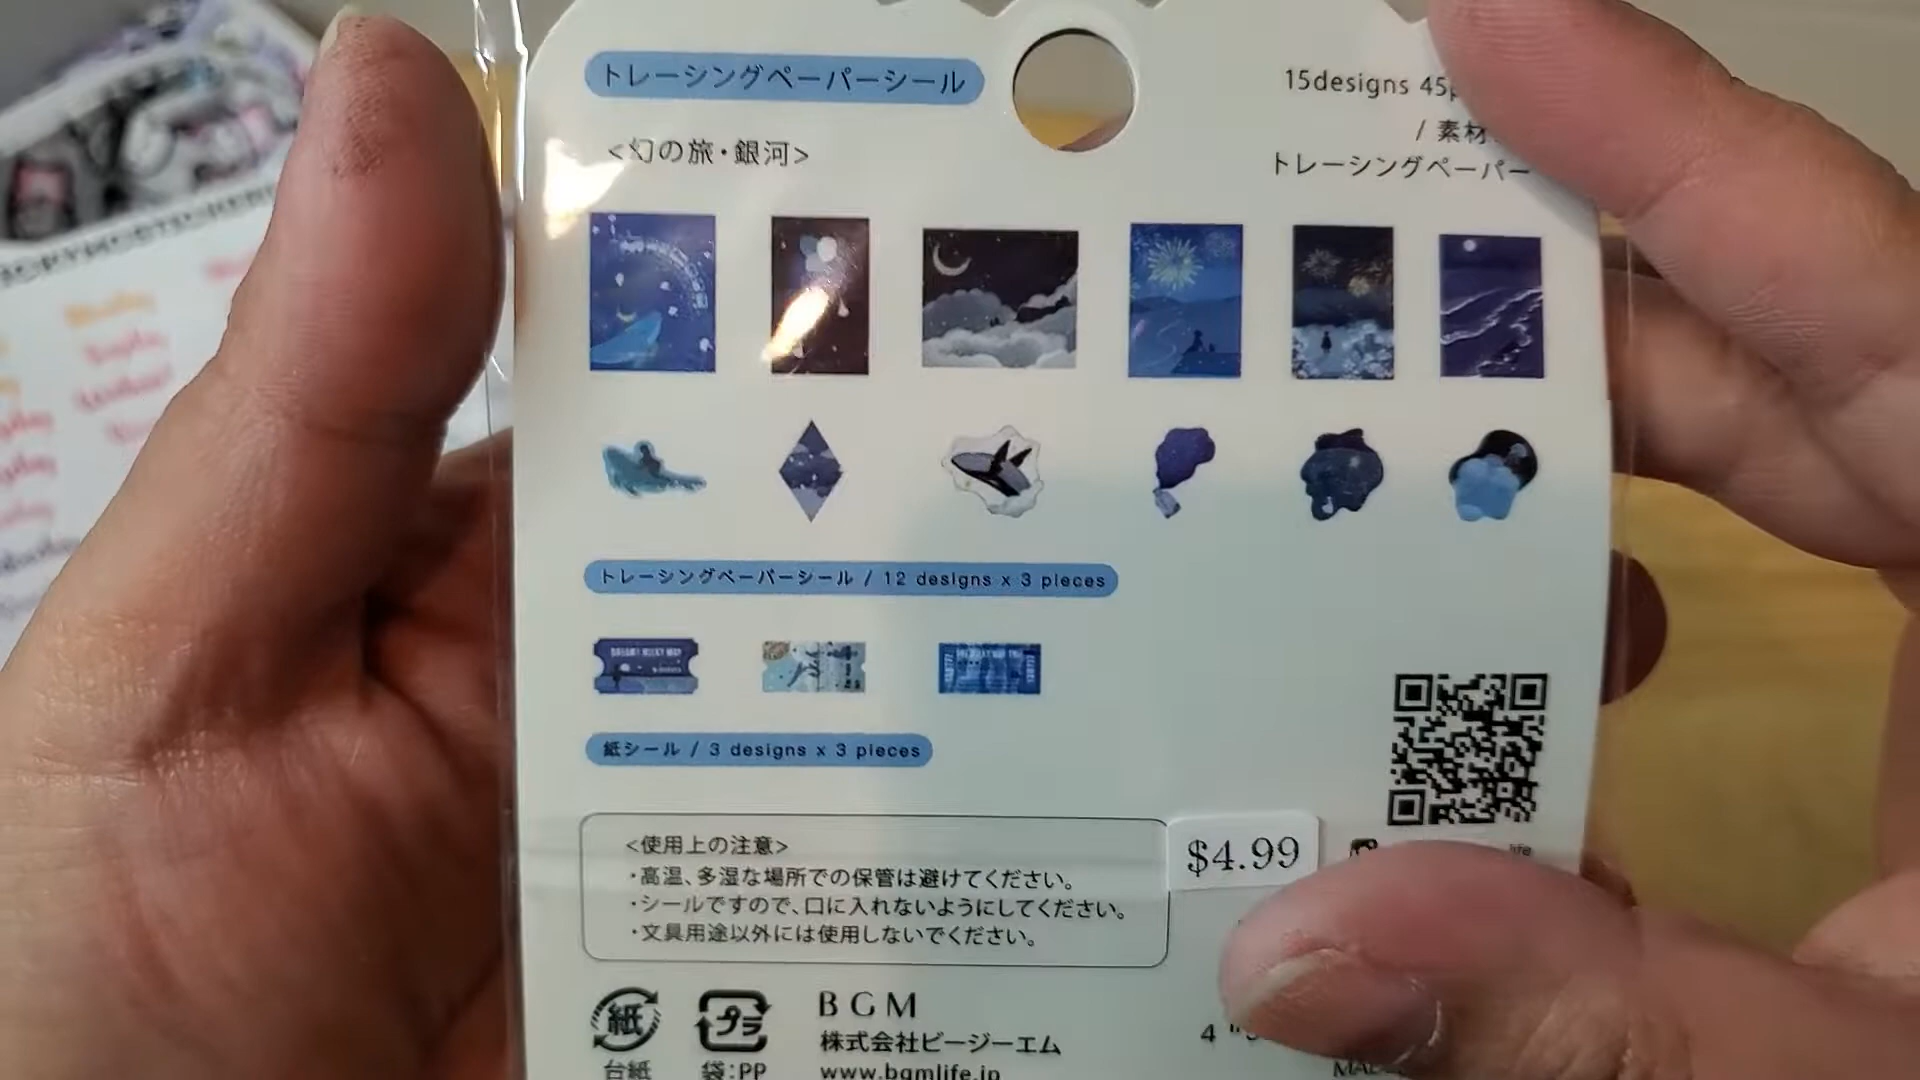 トレーシングペーパーシール
<幻の旅・銀河>
15designs
/ 素材
トレーシングペーパー
トレーシングペーパーシール / 12 designs x 3 pieces
紙シール / 3 designs x 3 pieces
<使用上の注意>
・高温、多湿な場所での保管は避けてください。
・シールですので、口に入れないようにしてください。
・文具用途以外には使用しないでください。
$4.99
life
紙
台紙
プラ
袋:PP
BGM
株式会社ビージーエム
www.bgmlife.jp
4